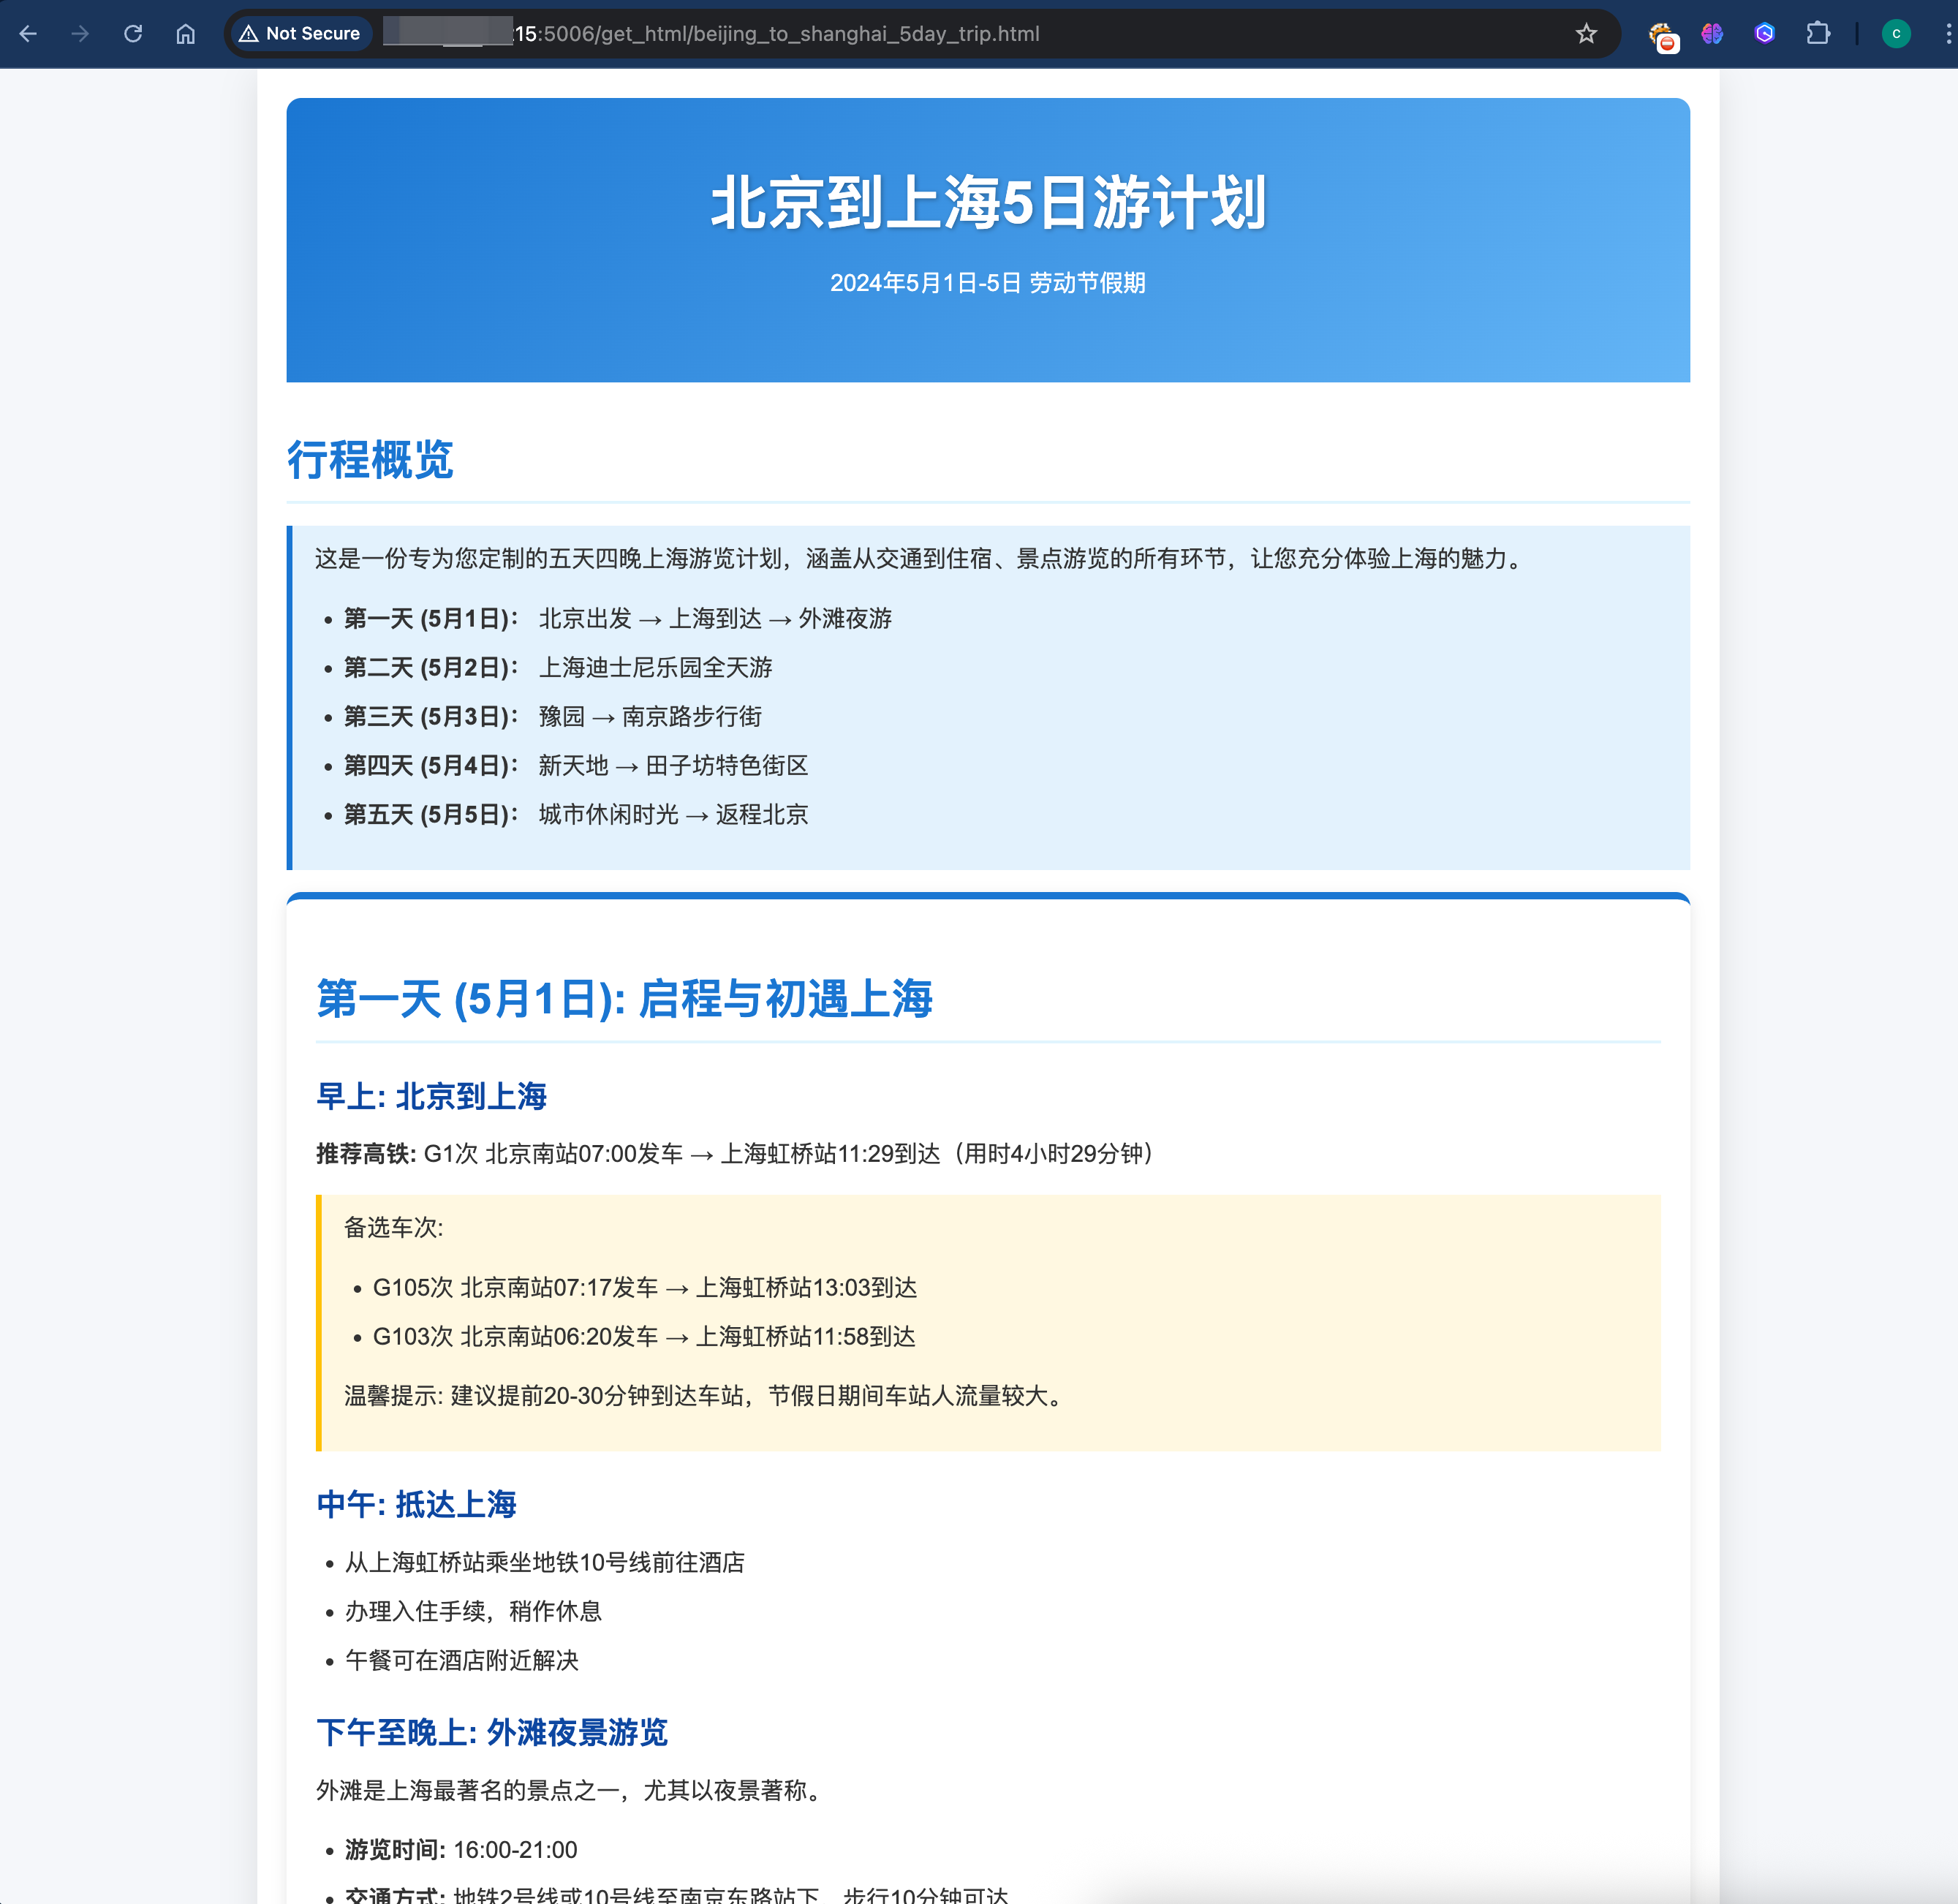 Not Secure
15:5006/get_html/beijing_to_shanghai_5day_trip.html
c
北京到上海5日游计划
2024年5月1日-5日 劳动节假期
行程概览
这是一份专为您定制的五天四晚上海游览计划，涵盖从交通到住宿、景点游览的所有环节，让您充分体验上海的魅力。
• 第一天 (5月1日)： 北京出发 → 上海到达 → 外滩夜游
• 第二天 (5月2日)： 上海迪士尼乐园全天游
• 第三天 (5月3日)： 豫园 → 南京路步行街
• 第四天 (5月4日)： 新天地 → 田子坊特色街区
• 第五天 (5月5日)： 城市休闲时光 → 返程北京
第一天 (5月1日): 启程与初遇上海
早上: 北京到上海
推荐高铁: G1次 北京南站07:00发车 → 上海虹桥站11:29到达（用时4小时29分钟）
备选车次:
• G105次 北京南站07:17发车 → 上海虹桥站13:03到达
• G103次 北京南站06:20发车 → 上海虹桥站11:58到达
温馨提示: 建议提前20-30分钟到达车站，节假日期间车站人流量较大。
中午: 抵达上海
• 从上海虹桥站乘坐地铁10号线前往酒店
• 办理入住手续，稍作休息
• 午餐可在酒店附近解决
下午至晚上: 外滩夜景游览
外滩是上海最著名的景点之一，尤其以夜景著称。
• 游览时间: 16:00-21:00
• 交通方式: 地铁2号线或10号线至南京东路站下，步行10分钟可达